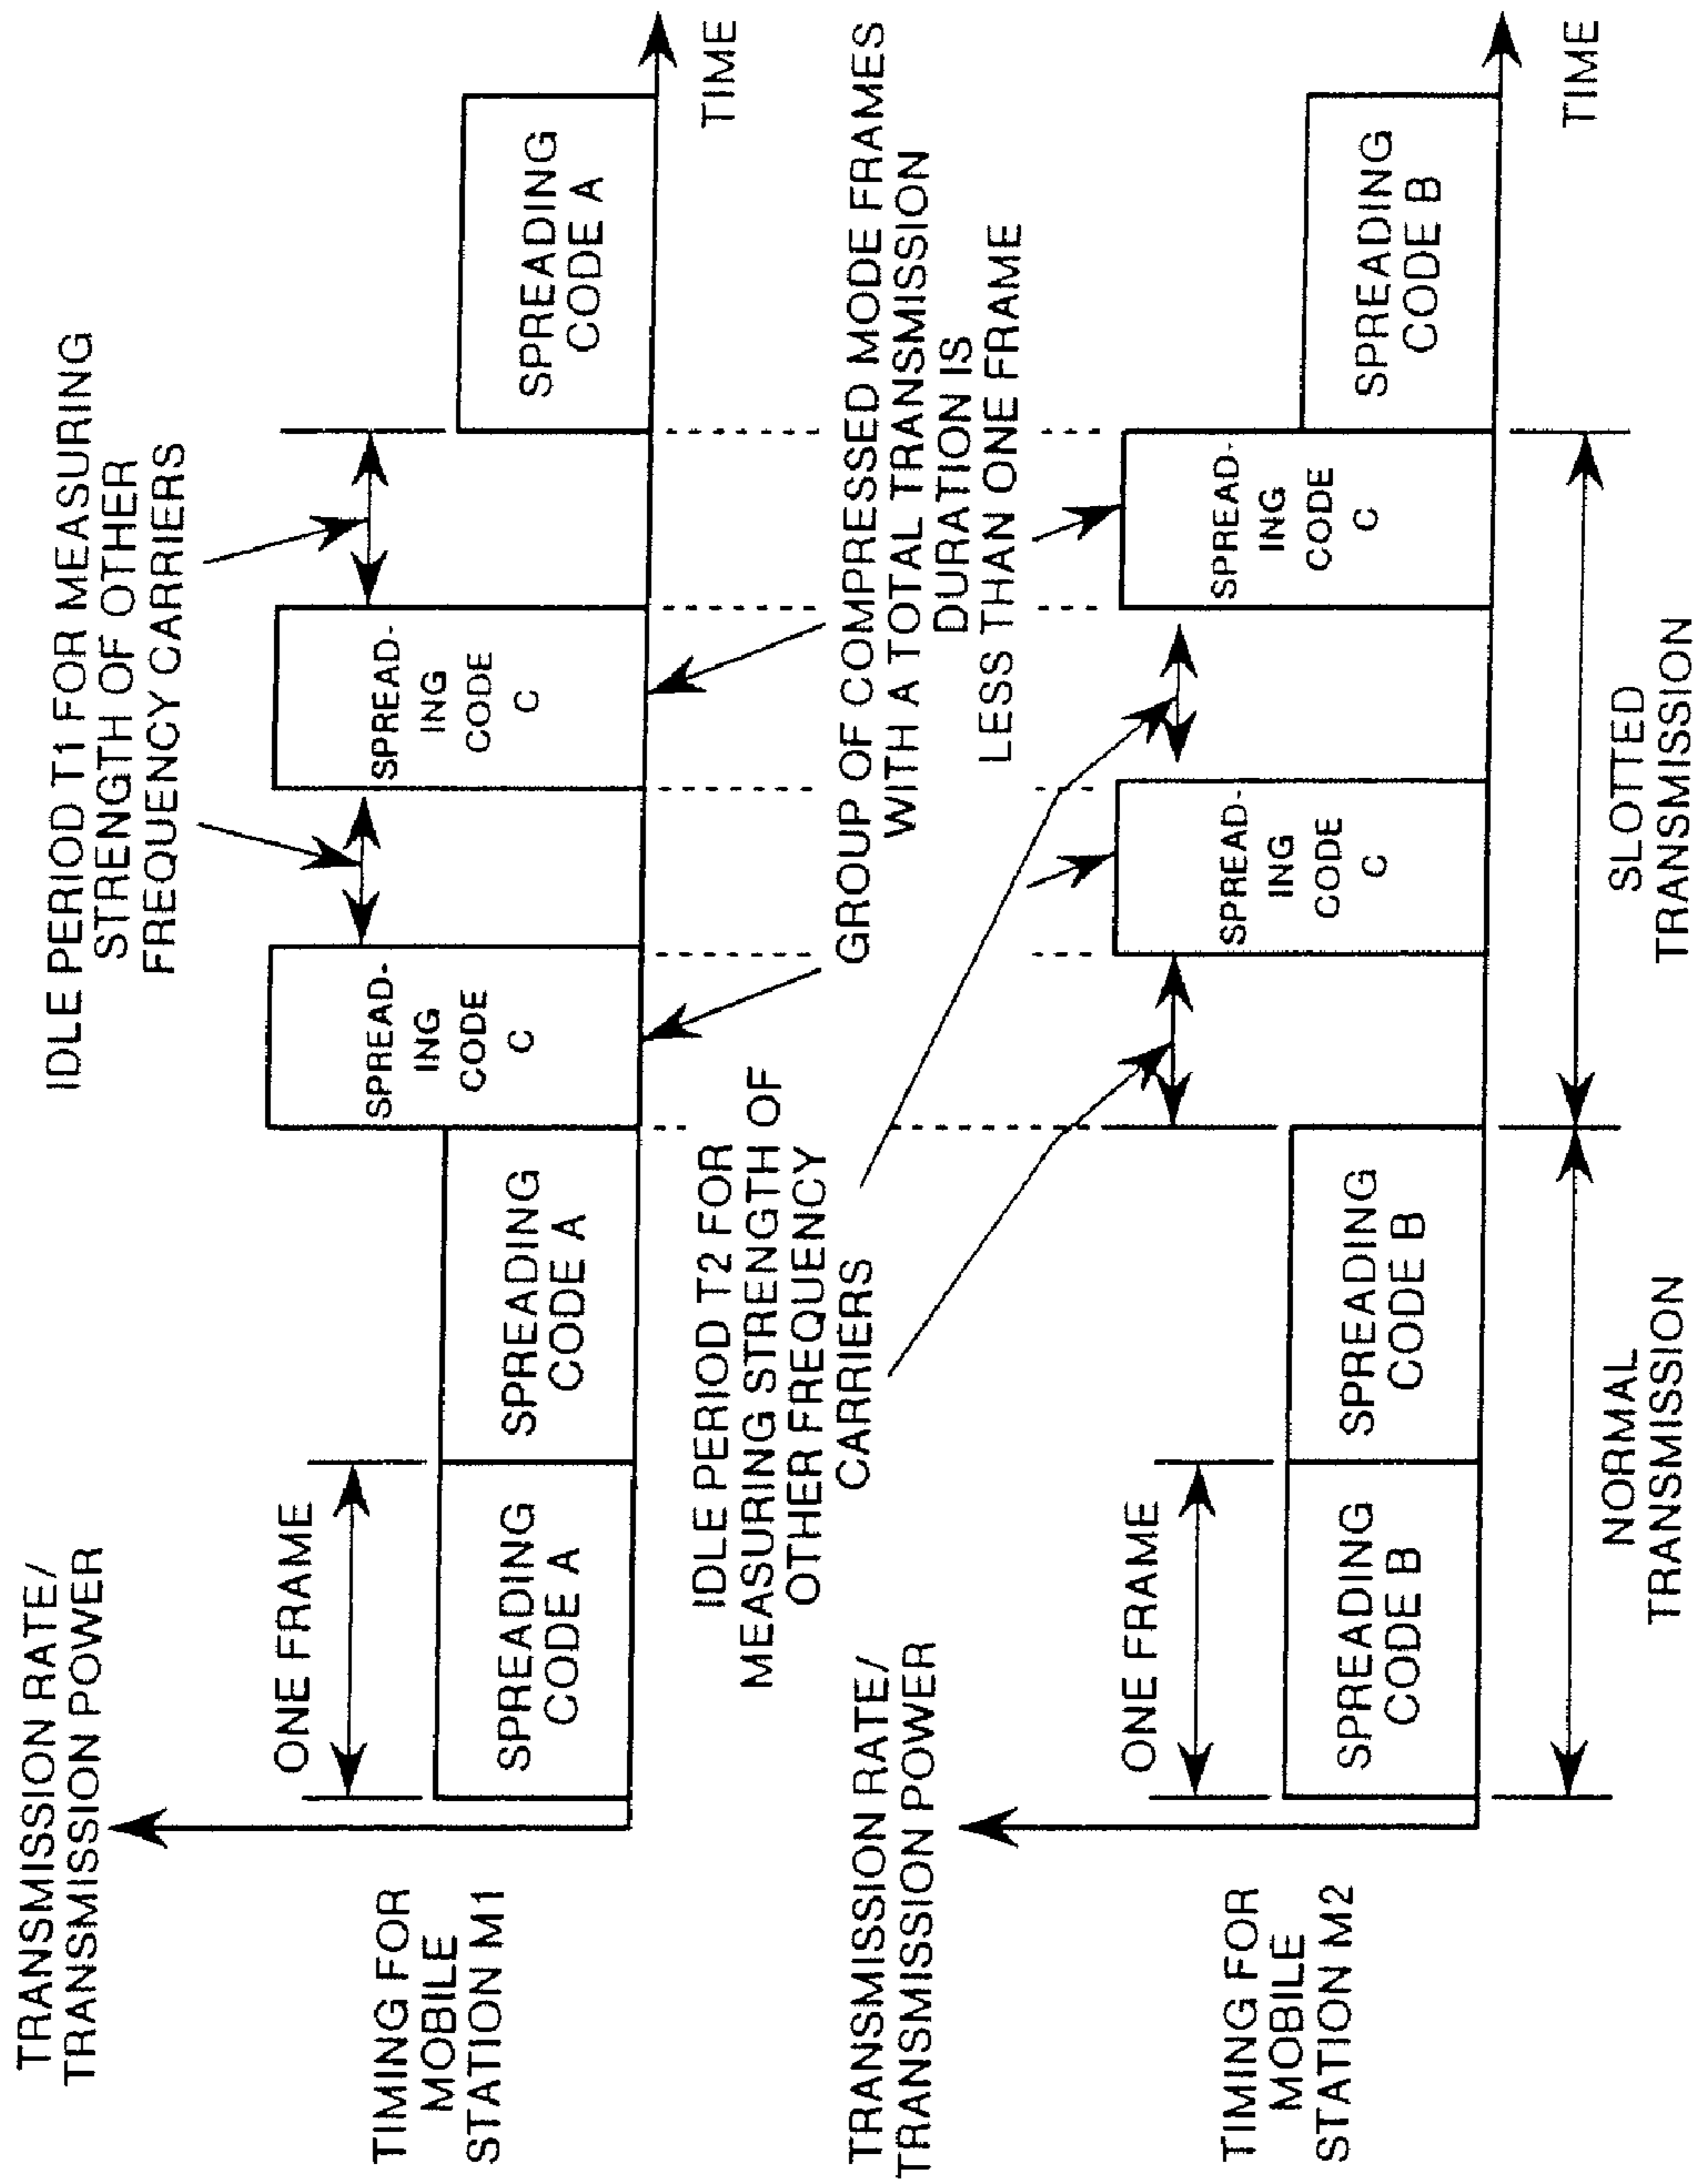 TRANSMISSION RATE/
TRANSMISSION POWER
IDLE PERIOD T1 FOR MEASURING
STRENGTH OF OTHER
FREQUENCY CARRIERS
ONE FRAME
TIMING FOR
MOBILE
STATION M1
SPREADING
CODE A
SPREADING
CODE A
SPREAD-
ING
CODE
C
SPREAD-
ING
CODE
C
SPREADING
CODE A
TIME
IDLE PERIOD T2 FOR
MEASURING STRENGTH OF
OTHER FREQUENCY
CARRIERS
GROUP OF COMPRESSED MODE FRAMES
WITH A TOTAL TRANSMISSION
DURATION IS
LESS THAN ONE FRAME
TRANSMISSION RATE/
TRANSMISSION POWER
ONE FRAME
TIMING FOR
MOBILE
STATION M2
SPREADING
CODE B
SPREADING
CODE B
SPREAD-
ING
CODE
C
SPREAD-
ING
CODE
C
SPREADING
CODE B
TIME
NORMAL
TRANSMISSION
SLOTTED
TRANSMISSION